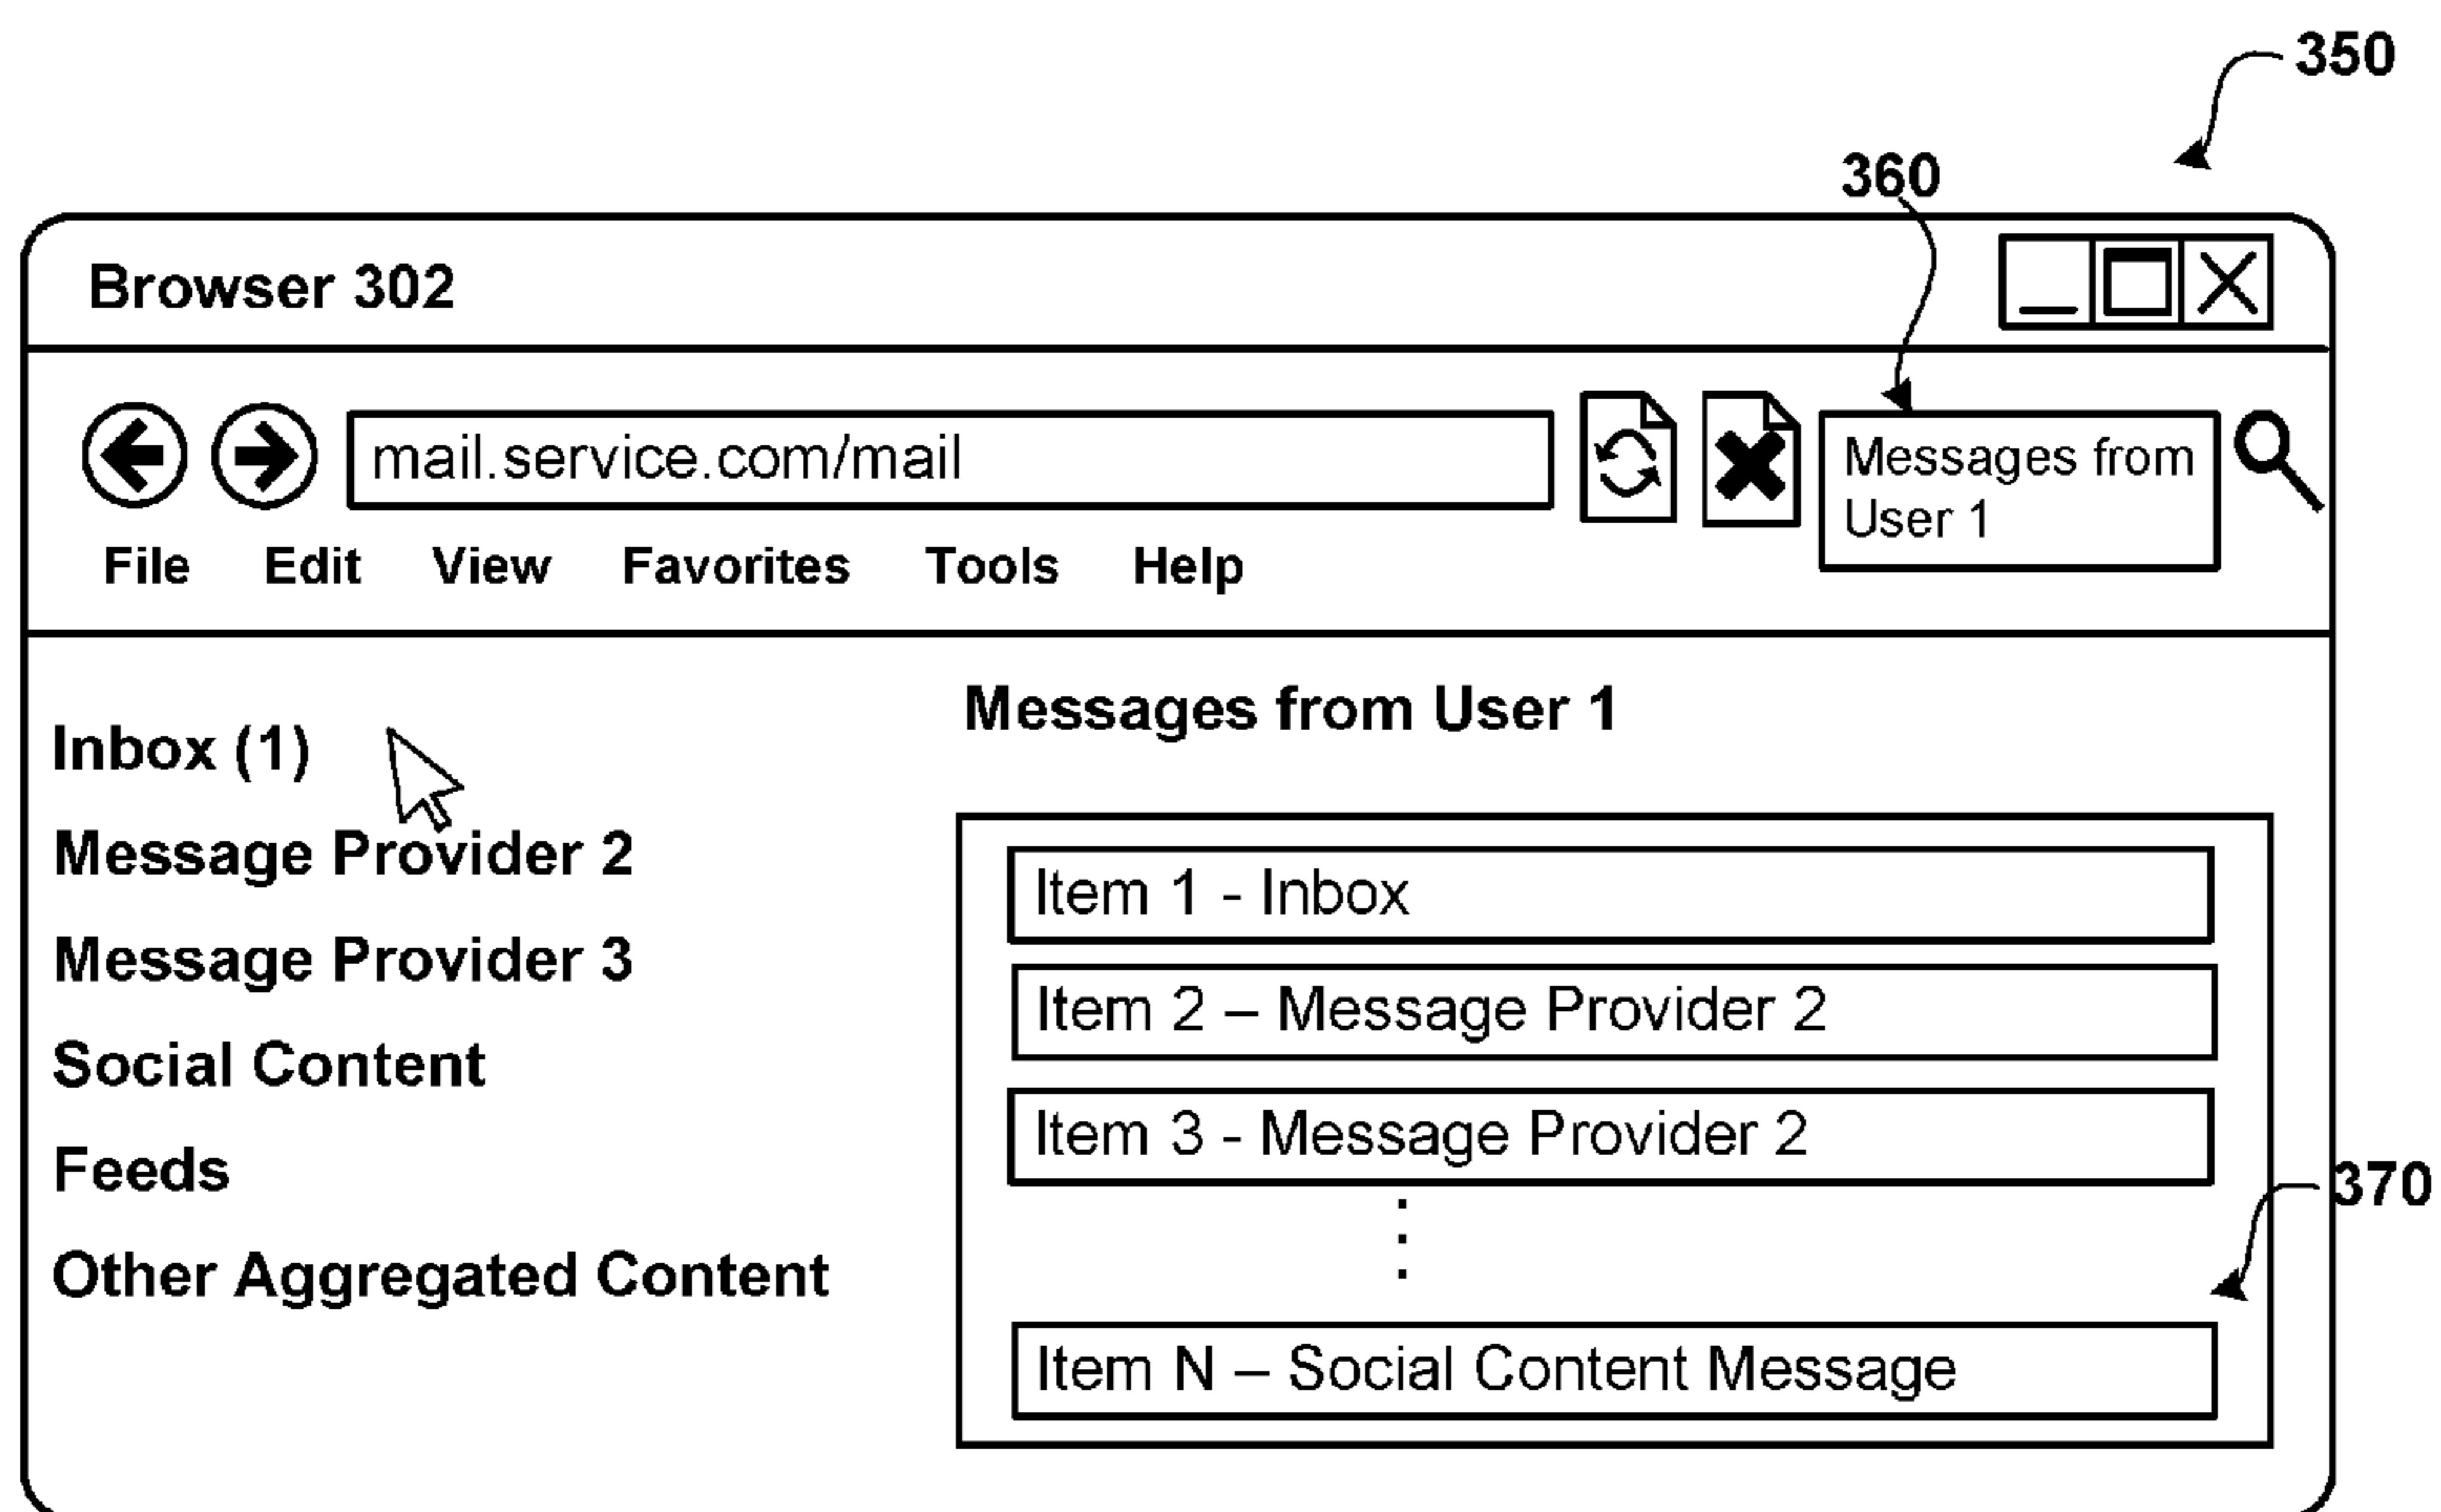 350
360
Browser 302
mail.service.com/mail
Messages from
User 1
File Edit View Favorites Tools Help
Messages from User 1
Inbox (1)
Message Provider 2
Message Provider 3
Social Content
Feeds
Other Aggregated Content
Item 1 - Inbox
Item 2 – Message Provider 2
Item 3 - Message Provider 2
370
Item N – Social Content Message